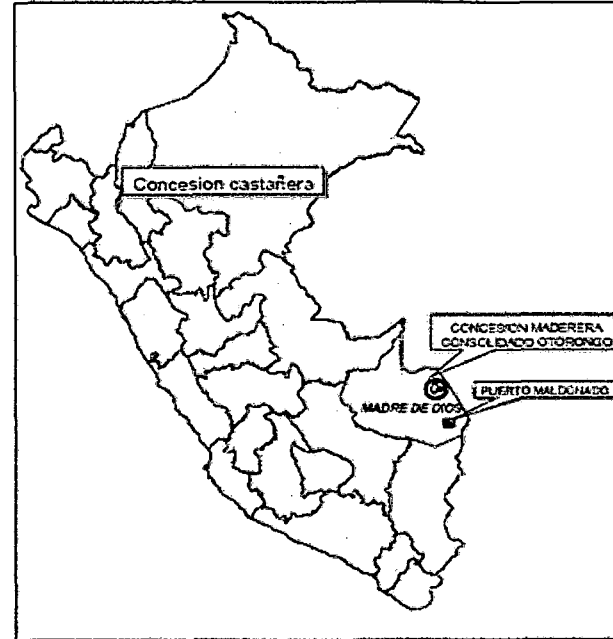 Concesion castañera
CONCESION MADERERA
CONSOLIDADO OTORONGO
PUERTO MALDONADO
MADRE DE DIOS